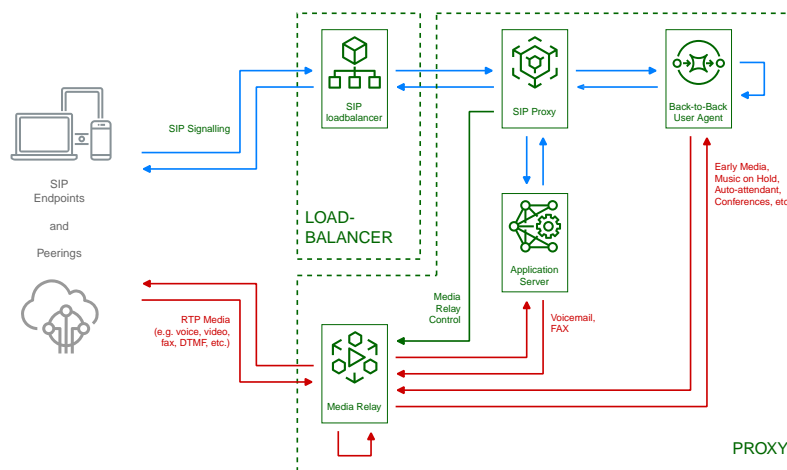 SIP
loadbalancer
SIP Proxy
Back-to-Back
User Agent
SIP Signalling
SIP
Endpoints
and
Peerings
LOAD-
BALANCER
Early Media,
Music on Hold,
Auto-attendant,
Conferences, etc
Application
Server
Media
Relay
Control
RTP Media
(e.g. voice, video,
fax, DTMF, etc.)
Voicemail,
FAX
Media Relay
PROXY